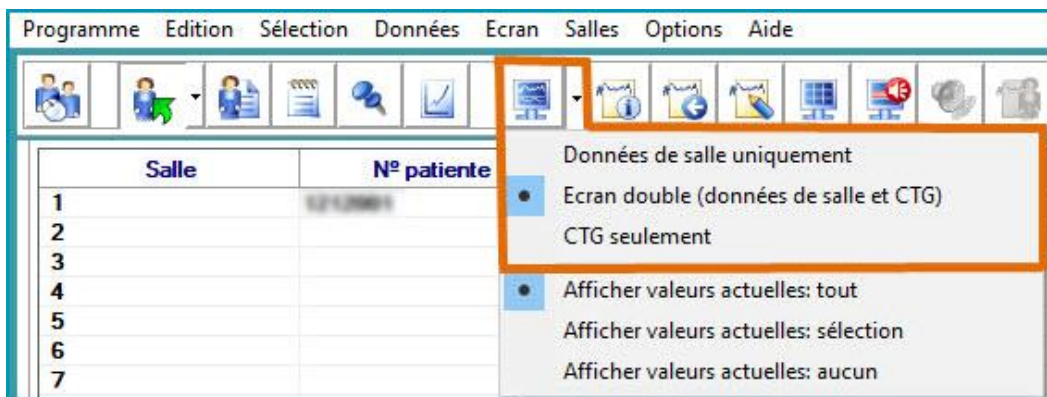 Programme Edition Sélection Données Ecran Salles Options Aide
Salle Nº patiente
1
2
3
4
5
6
7
Données de salle uniquement
Ecran double (données de salle et CTG)
CTG seulement
Afficher valeurs actuelles: tout
Afficher valeurs actuelles: sélection
Afficher valeurs actuelles: aucun